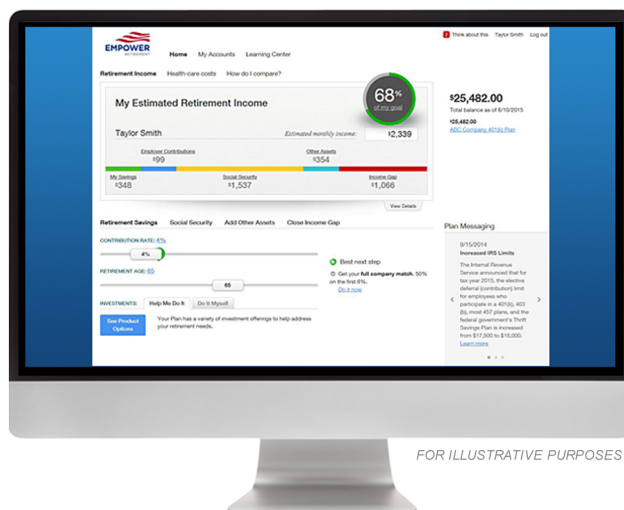 EMPOWER
RETIREMENT
Home My Accounts Learning Center
Think about this Taylor Smith Log out
Retirement Income Health-care costs How do I compare?
My Estimated Retirement Income
68%
of my goal
Taylor Smith
Estimated monthly income:
$2,339
Employer Contributions
$99
Other Assets
$354
My Savings
$348
Social Security
$1,537
Income Gap
$1,066
View Details
$25,482.00
Total balance as of 6/10/2015
$25,482.00
ABC Company 401(k) Plan
Retirement Savings Social Security Add Other Assets Close Income Gap
CONTRIBUTION RATE: 4%
4%
RETIREMENT AGE: 65
65
Best next step
Get your full company match. 50%
on the first 6%.
Do it now
INVESTMENTS: Help Me Do It Do It Myself
See Product
Options
Your Plan has a variety of investment offerings to help address
your retirement needs.
Plan Messaging
9/15/2014
Increased IRS Limits
The Internal Revenue
Service announced that for
tax year 2015, the elective
deferral (contribution) limit
for employees who
participate in a 401(k), 403
(b), most 457 plans, and the
federal government's Thrift
Savings Plan is increased
from $17,500 to $18,000.
Learn more
FOR ILLUSTRATIVE PURPOSES